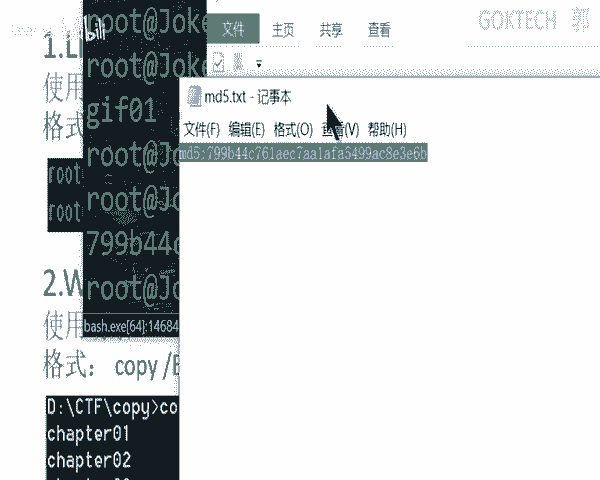 GOKTECH 郭
bili
root@Joke
root@Jo
gif01
root@Jo
root@Jo
799b44c
root@Jo
bash.exe[64]:14684
文件 主页 共享 查看
md5.txt - 记事本
文件(F) 编辑(E) 格式(O) 查看(V) 帮助(H)
md5:799b44c761aec7aa1afa5499ac8e3e6b
1.L
使用
格式
root
root
2.W
使用
格式： copy /B
D:\CTF\copy>co
chapter01
chapter02